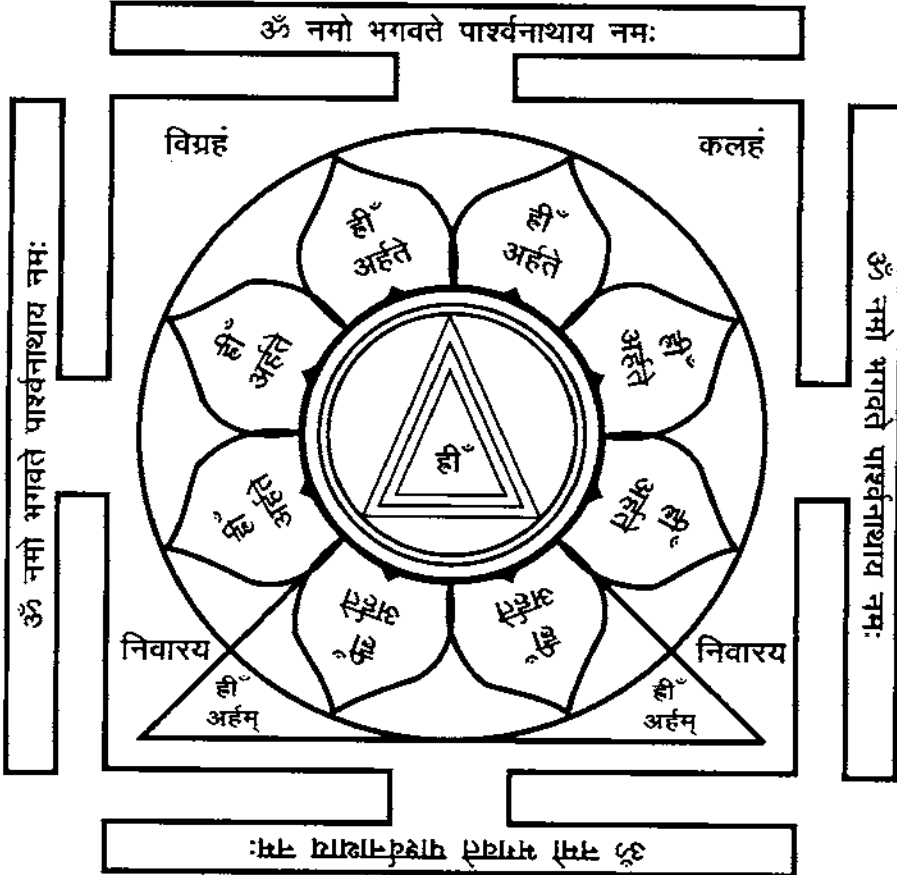 ॐ नमो भगवते पार्श्वनाथाय नमः
विग्रहं
कलहं
ह्रीँ
अर्हते
ह्रीँ
अर्हते
ह्रीँ
अर्हते
ह्रीँ
अर्हते
ह्रीँ
अर्हते
ह्रीँ
अर्हते
ह्रीँ
अर्हते
ह्रीँ
अर्हते
ह्रीँ
निवारय
निवारय
ह्रीँ
अर्हम्
ह्रीँ
अर्हम्
ॐ नमो भगवते पार्श्वनाथाय नमः
ॐ नमो भगवते पार्श्वनाथाय नमः
ॐ नमो भगवते पार्श्वनाथाय नमः